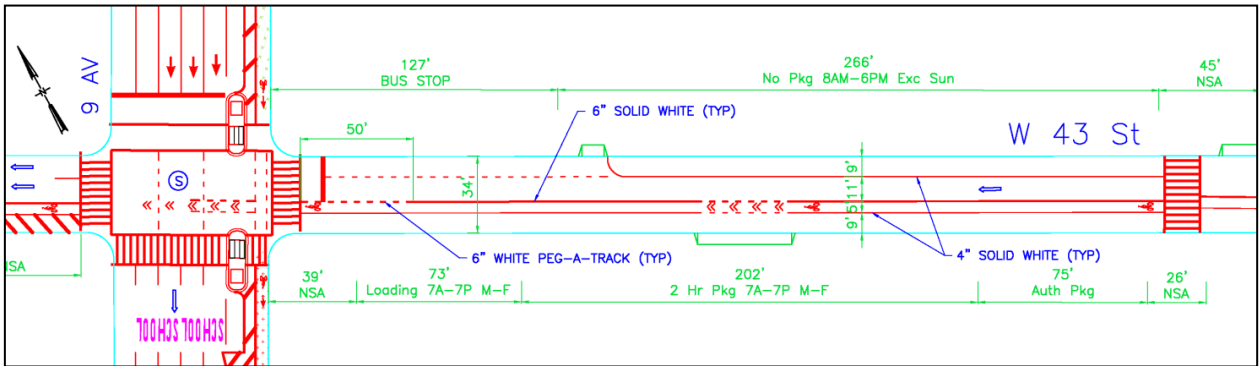 9 AV
127'
BUS STOP
266'
No Pkg 8AM-6PM Exc Sun
45'
NSA
6" SOLID WHITE (TYP)
W 43 St
50'
34'
9'
11'
5'
9'
S
6" WHITE PEG-A-TRACK (TYP)
4" SOLID WHITE (TYP)
NSA
39'
NSA
73'
Loading 7A-7P M-F
202'
2 Hr Pkg 7A-7P M-F
75'
Auth Pkg
26'
NSA
SCHOOL SCHOOL